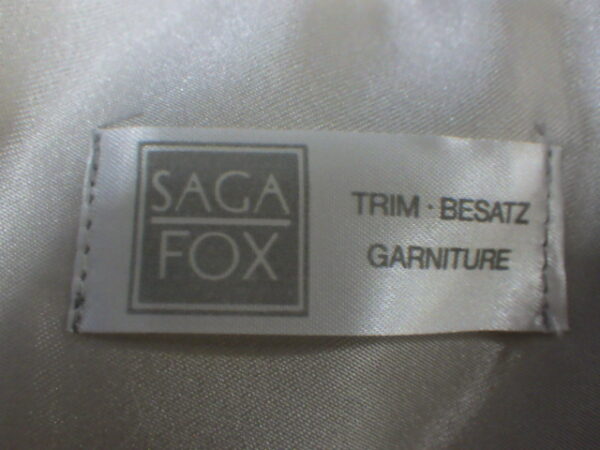 SAGA
FOX
TRIM · BESATZ
GARNITURE